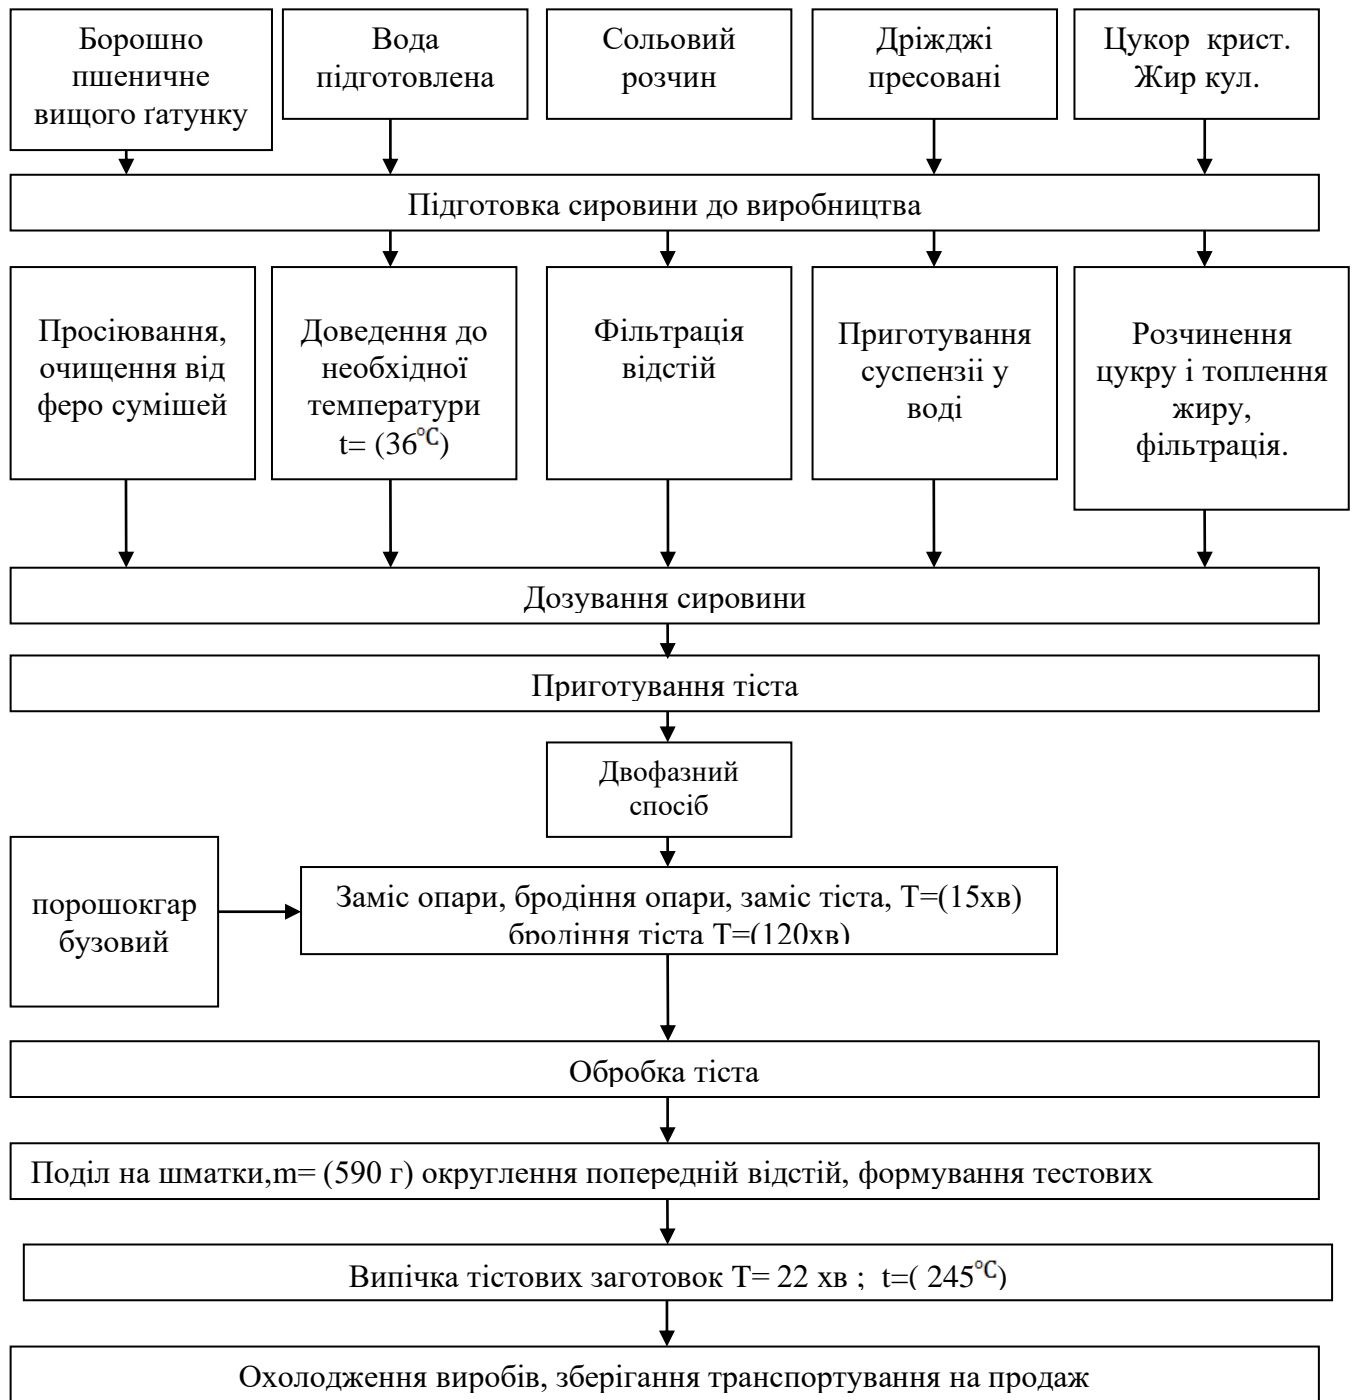 Борошно
пшеничне
вищого ґатунку
Вода
підготовлена
Сольовий
розчин
Дріжджі
пресовані
Цукор крист.
Жир кул.
Підготовка сировини до виробництва
Просіювання,
очищення від
феро сумішей
Доведення до
необхідної
температури
t= (36°C)
Фільтрація
відстій
Приготування
суспензіі у
воді
Розчинення
цукру і топлення
жиру,
фільтрація.
Дозування сировини
Приготування тіста
Двофазний
спосіб
порошокгар
бузовий
Заміс опари, бродіння опари, заміс тіста, Т=(15хв)
бродіння тіста Т=(120хв)
Обробка тіста
Поділ на шматки,m= (590 г) округлення попередній відстій, формування тестових
Випічка тістових заготовок Т= 22 хв ; t=( 245°C)
Охолодження виробів, зберігання транспортування на продаж